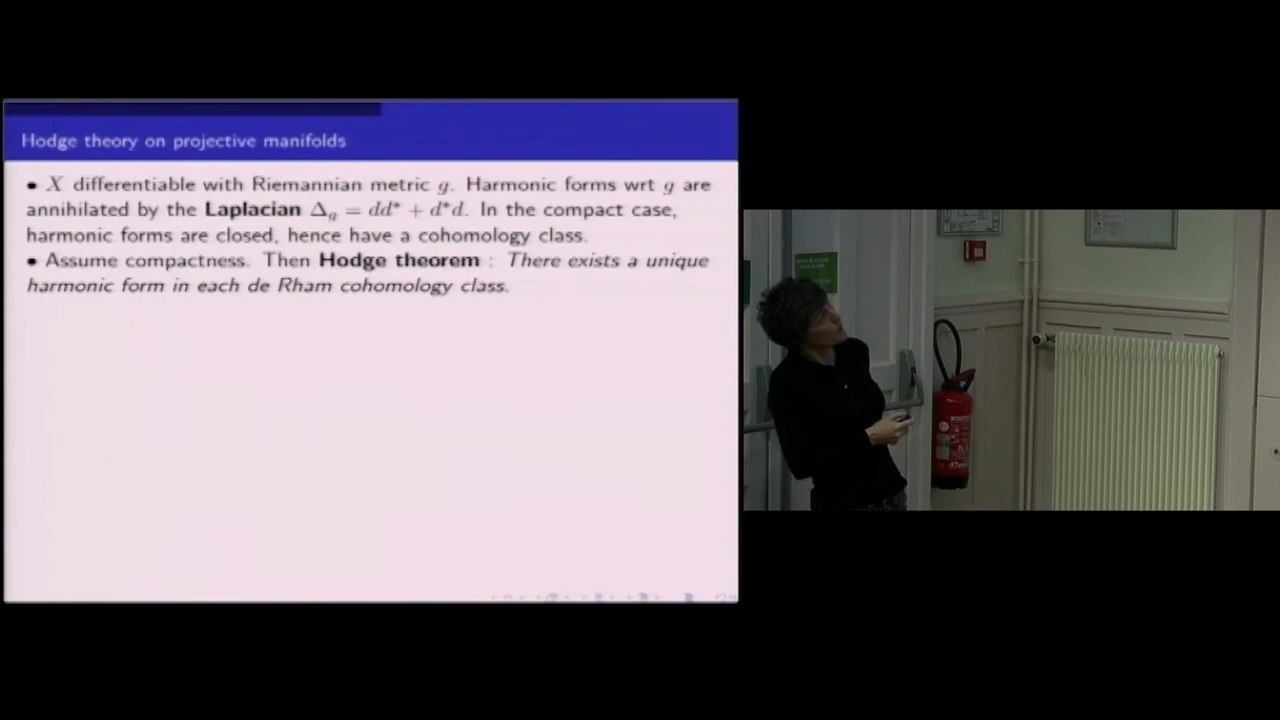 Hodge theory on projective manifolds
• X differentiable with Riemannian metric g. Harmonic forms wrt g are
annihilated by the Laplacian Δ_g = dd* + d*d. In the compact case,
harmonic forms are closed, hence have a cohomology class.
• Assume compactness. Then Hodge theorem : There exists a unique
harmonic form in each de Rham cohomology class.